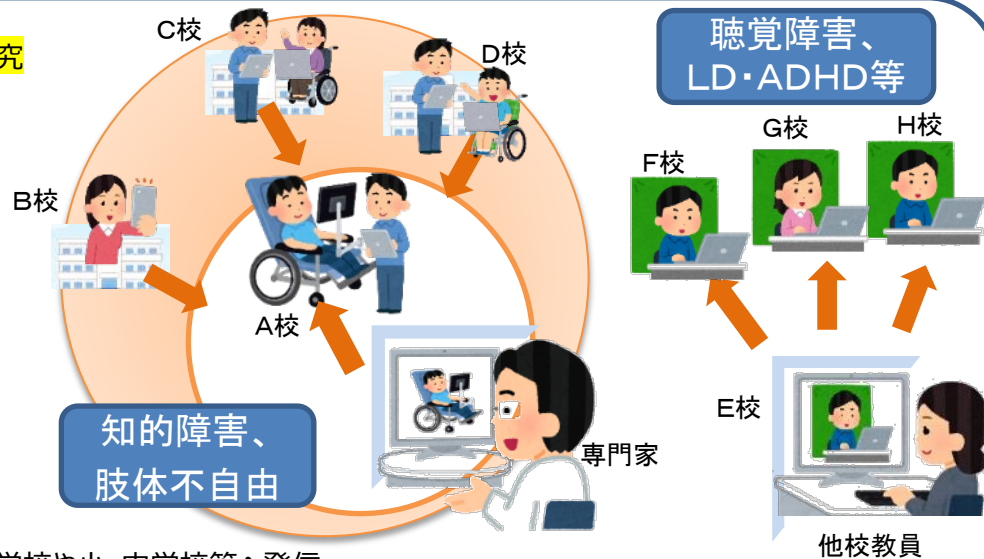 究
C校
D校
B校
A校
専門家
知的障害、
肢体不自由
聴覚障害、
LD・ADHD等
F校
G校
H校
E校
他校教員